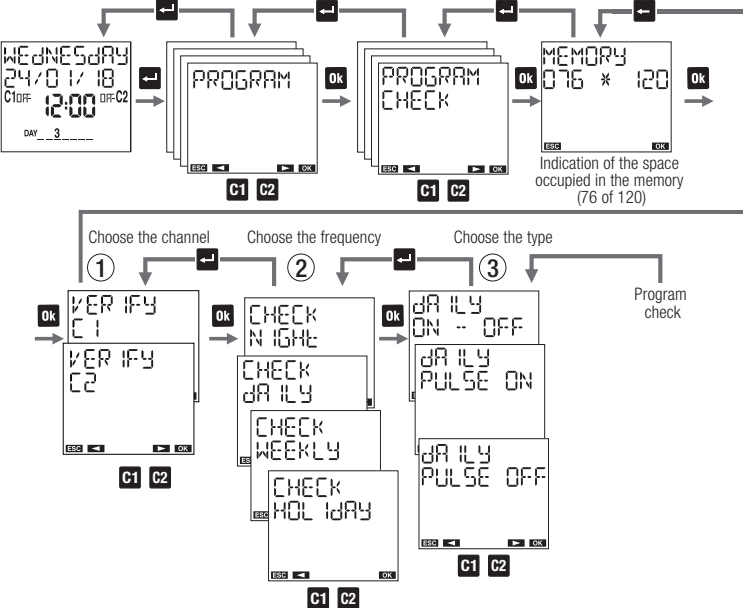 WEdNESdAY
24/01/18
C1OFF 12:00 OFFC2
DAY _ _ 3 _ _ _ _
PROGRAM
ESC OK
C1 C2
Ok
PROGRAM
CHECK
ESC OK
C1 C2
Ok
MEMORY
076 * 120
ESC OK
Ok
Indication of the space
occupied in the memory
(76 of 120)
Choose the channel
1
Ok
VERIFY
C1
VERIFY
C2
ESC OK
C1 C2
Choose the frequency
2
Ok
CHECK
NIGHt
CHECK
dAILY
ES
CHECK
WEEKLY
ESC
CHECK
HOLIdAY
ESC OK
C1 C2
Choose the type
3
Ok
dAILY
ON -- OFF
dAILY
PULSE ON
dAILY
PULSE OFF
ESC OK
C1 C2
Program
check